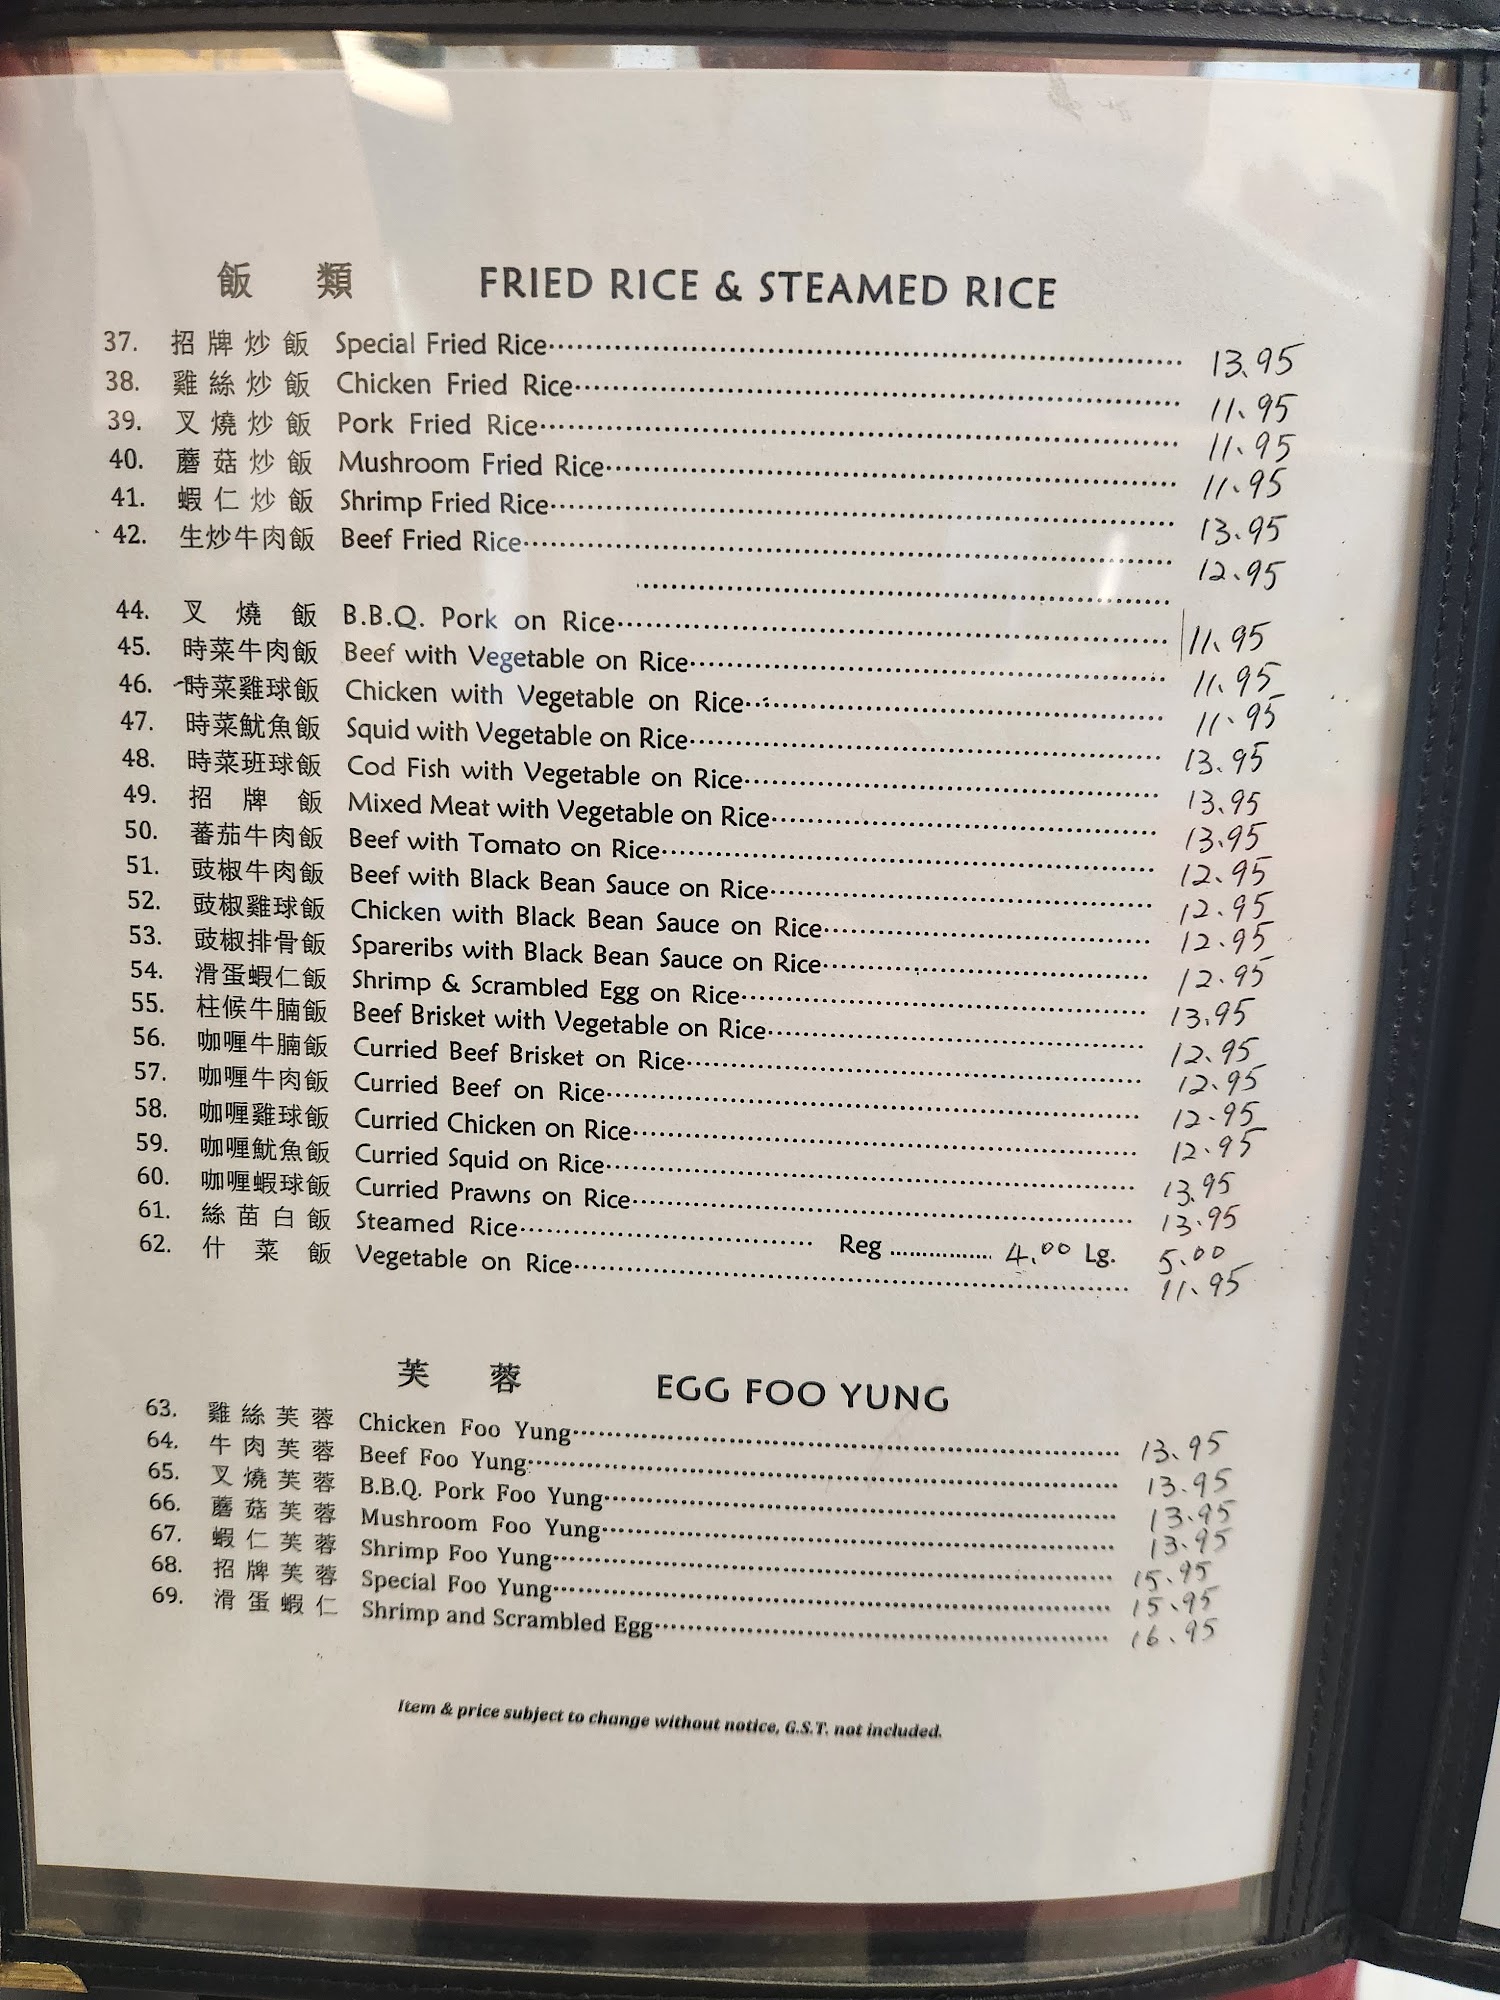 飯 類 FRIED RICE & STEAMED RICE
37. 招牌炒飯 Special Fried Rice 13.95
38. 雞絲炒飯 Chicken Fried Rice 11.95
39. 叉燒炒飯 Pork Fried Rice 11.95
40. 蘑菇炒飯 Mushroom Fried Rice 11.95
41. 蝦仁炒飯 Shrimp Fried Rice 13.95
42. 生炒牛肉飯 Beef Fried Rice 12.95
44. 叉燒飯 B.B.Q. Pork on Rice 11.95
45. 時菜牛肉飯 Beef with Vegetable on Rice 11.95
46. 時菜雞球飯 Chicken with Vegetable on Rice 11.95
47. 時菜魷魚飯 Squid with Vegetable on Rice 13.95
48. 時菜班球飯 Cod Fish with Vegetable on Rice 13.95
49. 招牌飯 Mixed Meat with Vegetable on Rice 13.95
50. 蕃茄牛肉飯 Beef with Tomato on Rice 12.95
51. 豉椒牛肉飯 Beef with Black Bean Sauce on Rice 12.95
52. 豉椒雞球飯 Chicken with Black Bean Sauce on Rice 12.95
53. 豉椒排骨飯 Spareribs with Black Bean Sauce on Rice 12.95
54. 滑蛋蝦仁飯 Shrimp & Scrambled Egg on Rice 13.95
55. 柱候牛腩飯 Beef Brisket with Vegetable on Rice 12.95
56. 咖喱牛腩飯 Curried Beef Brisket on Rice 12.95
57. 咖喱牛肉飯 Curried Beef on Rice 12.95
58. 咖喱雞球飯 Curried Chicken on Rice 12.95
59. 咖喱魷魚飯 Curried Squid on Rice 13.95
60. 咖喱蝦球飯 Curried Prawns on Rice 13.95
61. 絲苗白飯 Steamed Rice Reg 4.00 Lg. 5.00
62. 什菜飯 Vegetable on Rice 11.95
芙 蓉 EGG FOO YUNG
63. 雞絲芙蓉 Chicken Foo Yung 13.95
64. 牛肉芙蓉 Beef Foo Yung 13.95
65. 叉燒芙蓉 B.B.Q. Pork Foo Yung 13.95
66. 蘑菇芙蓉 Mushroom Foo Yung 13.95
67. 蝦仁芙蓉 Shrimp Foo Yung 15.95
68. 招牌芙蓉 Special Foo Yung 15.95
69. 滑蛋蝦仁 Shrimp and Scrambled Egg 16.95
Item & price subject to change without notice, G.S.T. not included.